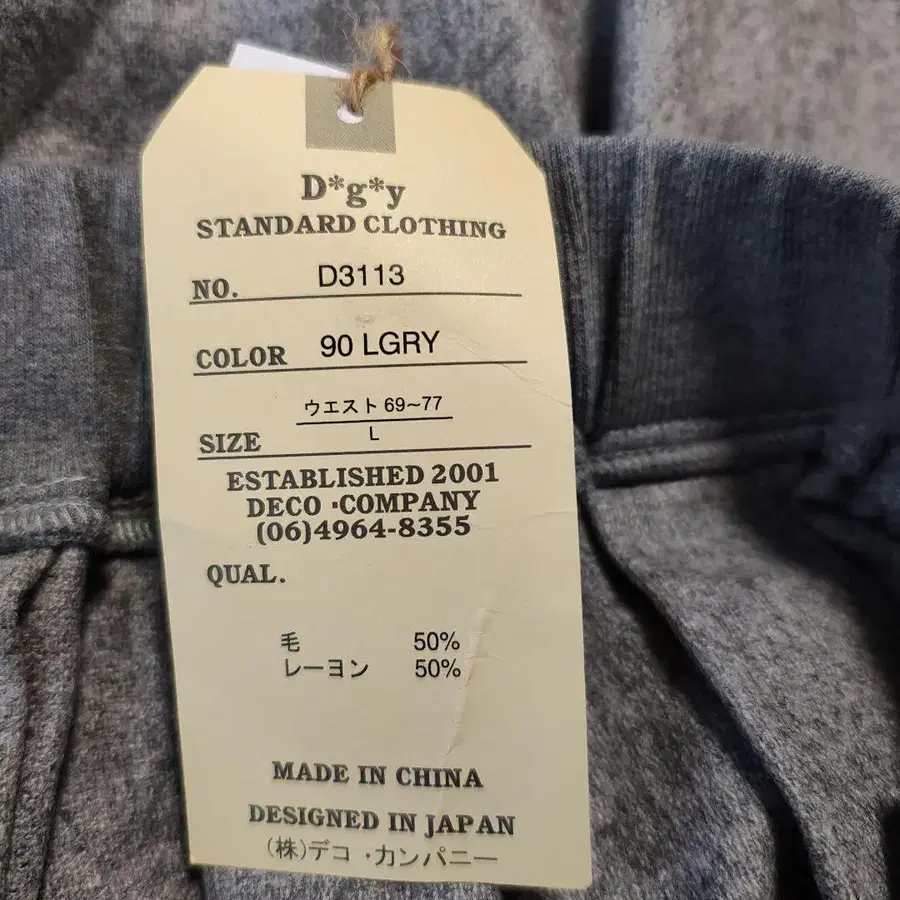 D*g*y
STANDARD CLOTHING
NO. D3113
COLOR 90 LGRY
ウエスト 69~77
SIZE L
ESTABLISHED 2001
DECO・COMPANY
(06)4964-8355
QUAL.
毛 50%
レーヨン 50%
MADE IN CHINA
DESIGNED IN JAPAN
(株)デコ・カンパニー